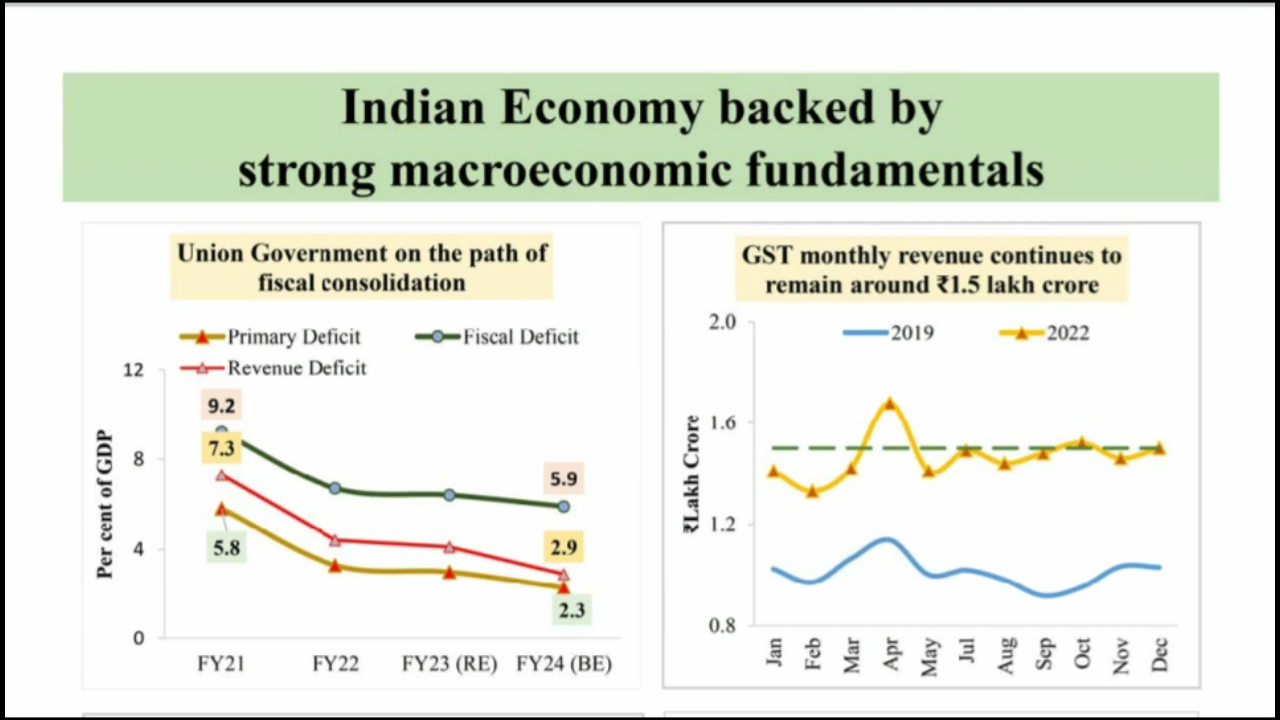 Indian Economy backed by
strong macroeconomic fundamentals
Union Government on the path of
fiscal consolidation
Primary Deficit
Fiscal Deficit
Revenue Deficit
Per cent of GDP
12
8
4
0
9.2
7.3
5.8
5.9
2.9
2.3
FY21
FY22
FY23 (RE)
FY24 (BE)
GST monthly revenue continues to
remain around ₹1.5 lakh crore
2019
2022
₹Lakh Crore
2.0
1.6
1.2
0.8
Jan
Feb
Mar
Apr
May
Jul
Aug
Sep
Oct
Nov
Dec